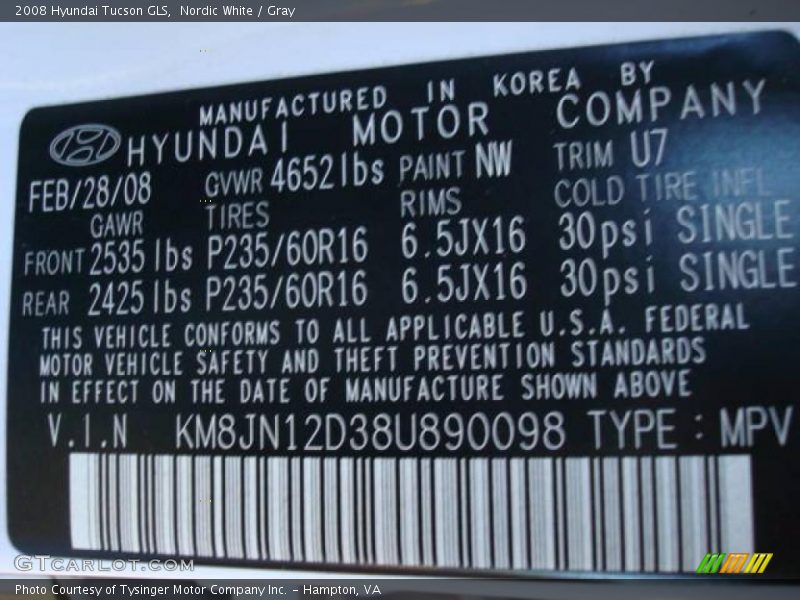 2008 Hyundai Tucson GLS,  Nordic White / Gray
MANUFACTURED IN KOREA BY
HYUNDAI MOTOR COMPANY
FEB/28/08 GVWR 4652lbs PAINT NW TRIM U7
GAWR TIRES RIMS COLD TIRE INFL
FRONT 2535 lbs P235/60R16 6.5JX16 30psi SINGLE
REAR 2425 lbs P235/60R16 6.5JX16 30psi SINGLE
THIS VEHICLE CONFORMS TO ALL APPLICABLE U.S.A. FEDERAL
MOTOR VEHICLE SAFETY AND THEFT PREVENTION STANDARDS
IN EFFECT ON THE DATE OF MANUFACTURE SHOWN ABOVE
V.I.N KM8JN12D38U890098 TYPE : MPV
GTCARLOT.COM
Photo Courtesy of Tysinger Motor Company Inc. - Hampton, VA